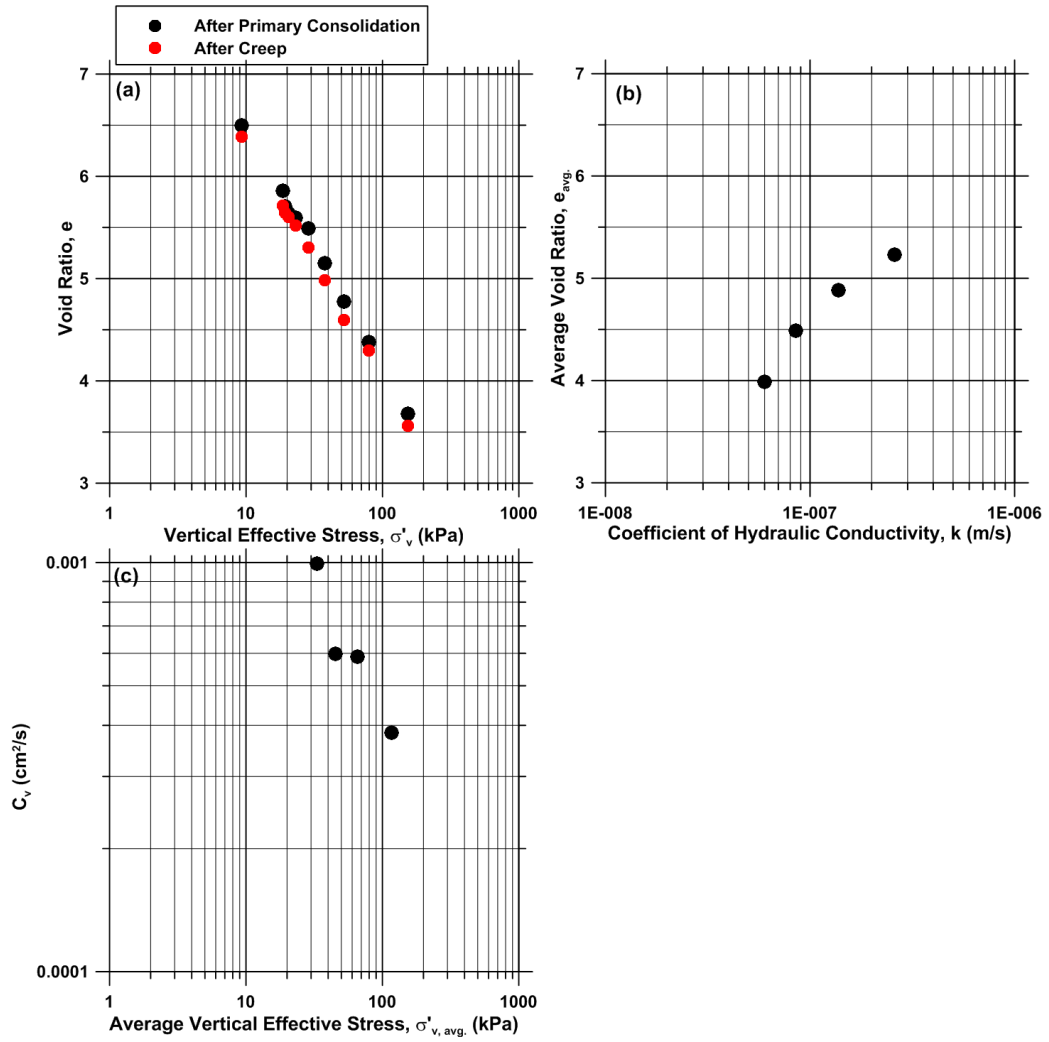 After Primary Consolidation
After Creep
(a)
7
6
5
4
3
Void Ratio, e
1
10
100
1000
Vertical Effective Stress, σ'v (kPa)
(b)
7
6
5
4
3
Average Void Ratio, eavg.
1E-008
1E-007
1E-006
Coefficient of Hydraulic Conductivity, k (m/s)
(c)
0.001
0.0001
Cv (cm²/s)
1
10
100
1000
Average Vertical Effective Stress, σ'v, avg. (kPa)